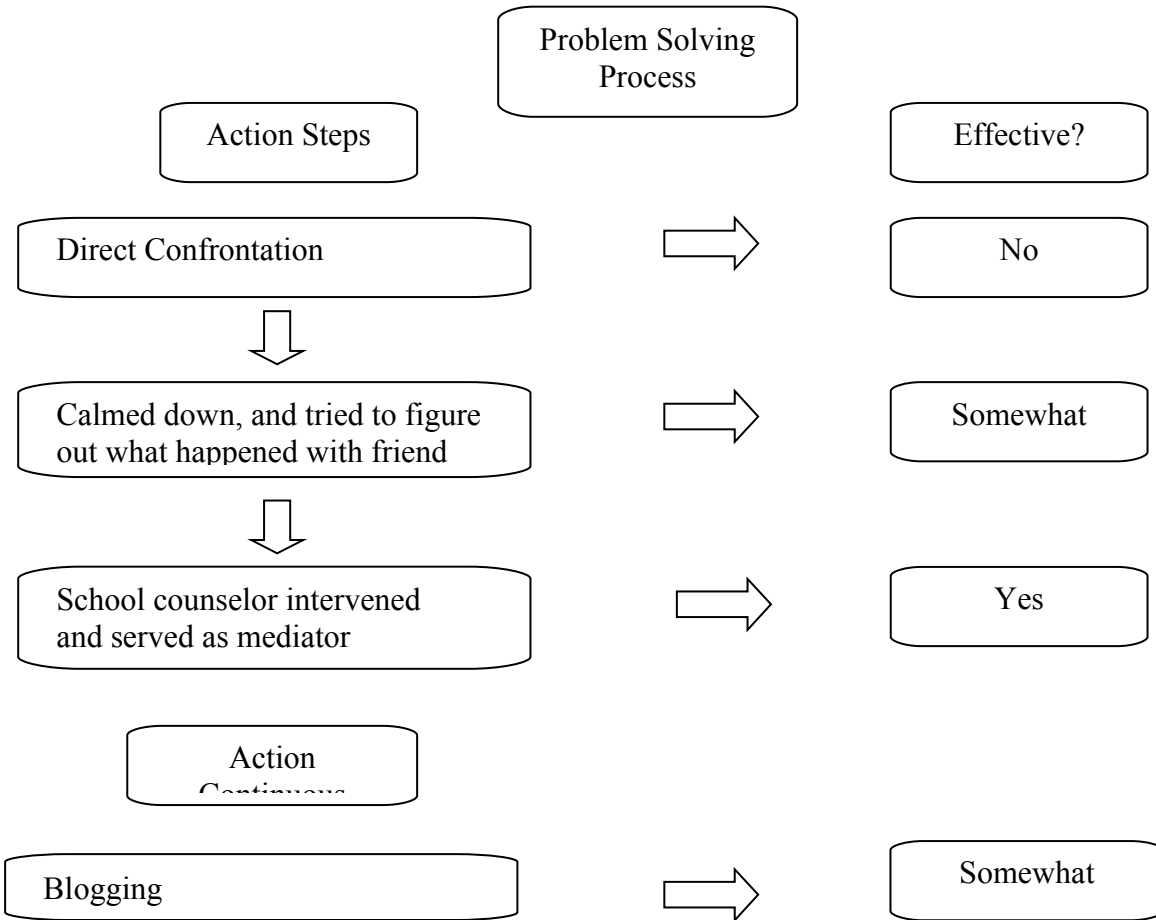 Problem Solving
Process
Action Steps
Effective?
Direct Confrontation
No
Calmed down, and tried to figure
out what happened with friend
Somewhat
School counselor intervened
and served as mediator
Yes
Action
Continuous
Blogging
Somewhat